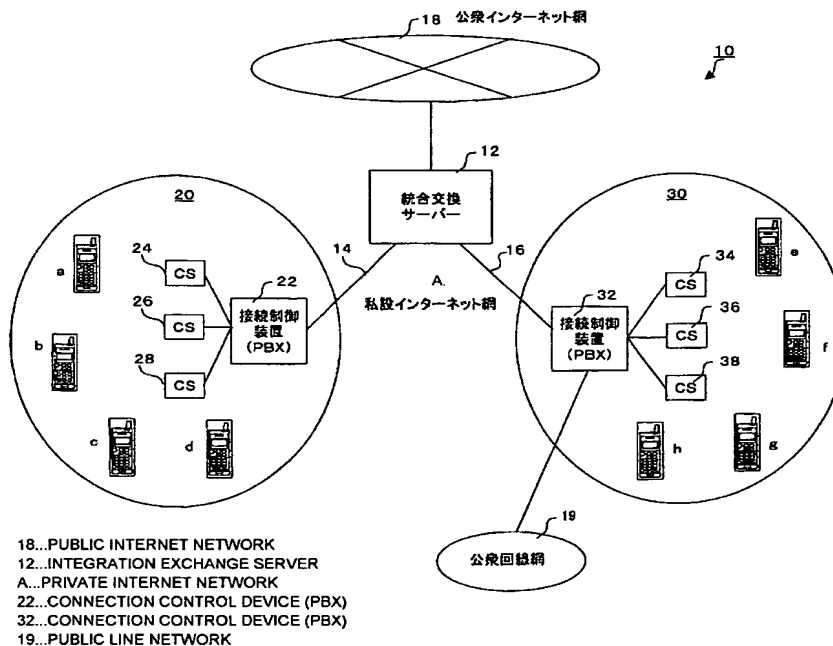 18
公衆インターネット網
10
12
統合交換
サーバー
20
30
14
16
A.
私設インターネット網
24
CS
26
CS
28
CS
22
接続制御
装置
(PBX)
32
接続制御
装置
(PBX)
34
CS
36
CS
38
CS
a
b
c
d
e
f
g
h
19
公衆回線網
18...PUBLIC INTERNET NETWORK
12...INTEGRATION EXCHANGE SERVER
A...PRIVATE INTERNET NETWORK
22...CONNECTION CONTROL DEVICE (PBX)
32...CONNECTION CONTROL DEVICE (PBX)
19...PUBLIC LINE NETWORK